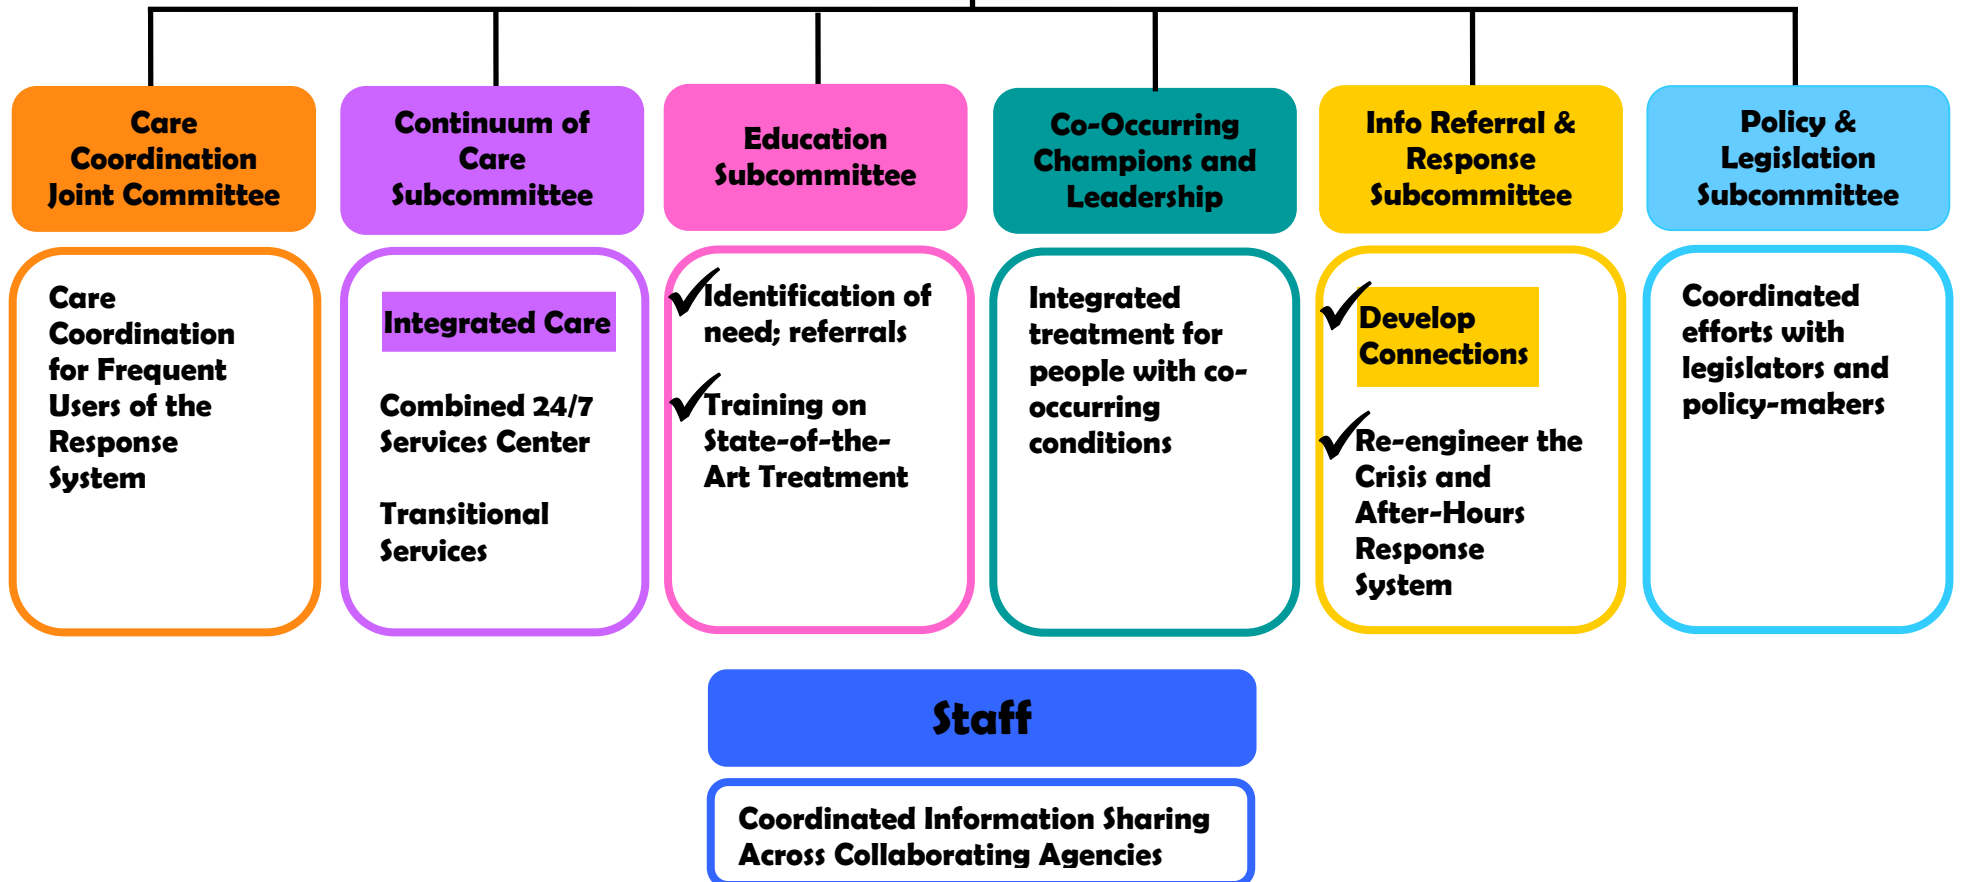 Care
Coordination
Joint Committee
Continuum of
Care
Subcommittee
Education
Subcommittee
Co-Occurring
Champions and
Leadership
Info Referral &
Response
Subcommittee
Policy &
Legislation
Subcommittee
Care
Coordination
for Frequent
Users of the
Response
System
Integrated Care
Combined 24/7
Services Center
Transitional
Services
Identification of
need; referrals
Training on
State-of-the-
Art Treatment
Integrated
treatment for
people with co-
occurring
conditions
Develop
Connections
Re-engineer the
Crisis and
After-Hours
Response
System
Coordinated
efforts with
legislators and
policy-makers
Staff
Coordinated Information Sharing
Across Collaborating Agencies